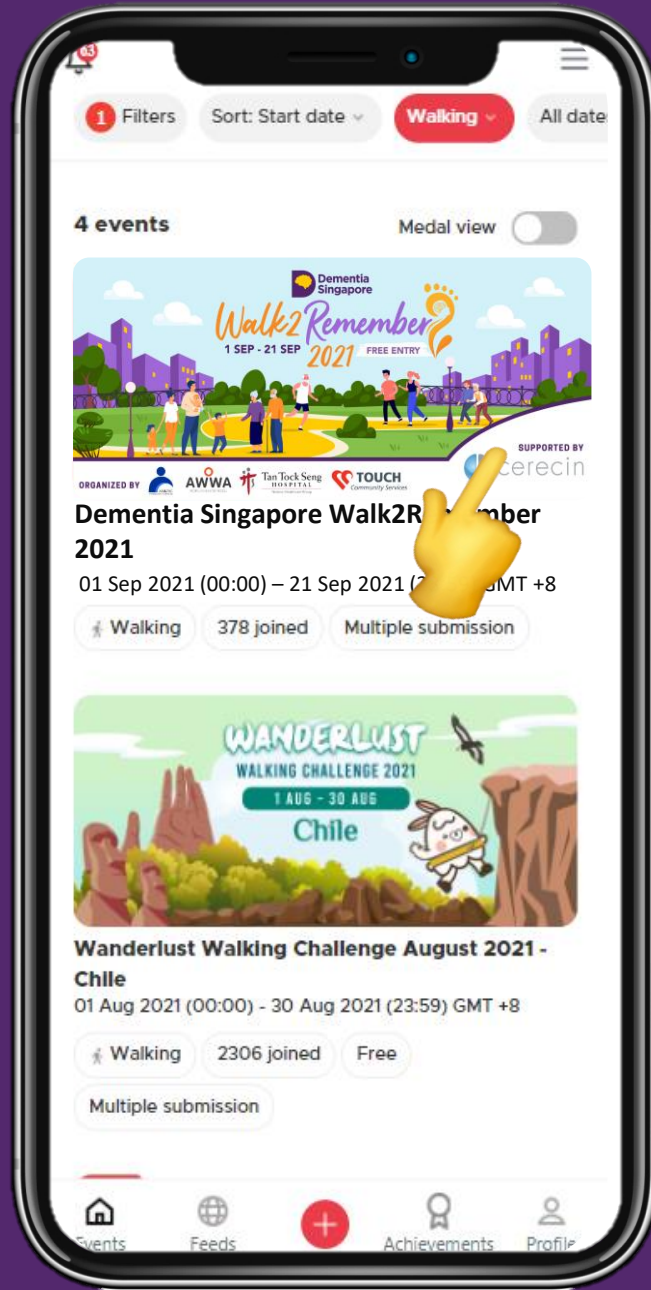 63
1 Filters Sort: Start date Walking All date
4 events Medal view
Dementia
Singapore
Walk2Remember
1 SEP - 21 SEP 2021 FREE ENTRY
SUPPORTED BY
cerecin
ORGANIZED BY AWWA Tan Tock Seng HOSPITAL TOUCH Community Services
Dementia Singapore Walk2R mber
2021
01 Sep 2021 (00:00) – 21 Sep 2021 ( GMT +8
Walking 378 joined Multiple submission
WANDERLUST
WALKING CHALLENGE 2021
1 AUG - 30 AUG
Chile
Wanderlust Walking Challenge August 2021 -
Chile
01 Aug 2021 (00:00) - 30 Aug 2021 (23:59) GMT +8
Walking 2306 joined Free
Multiple submission
Events Feeds Achievements Profile